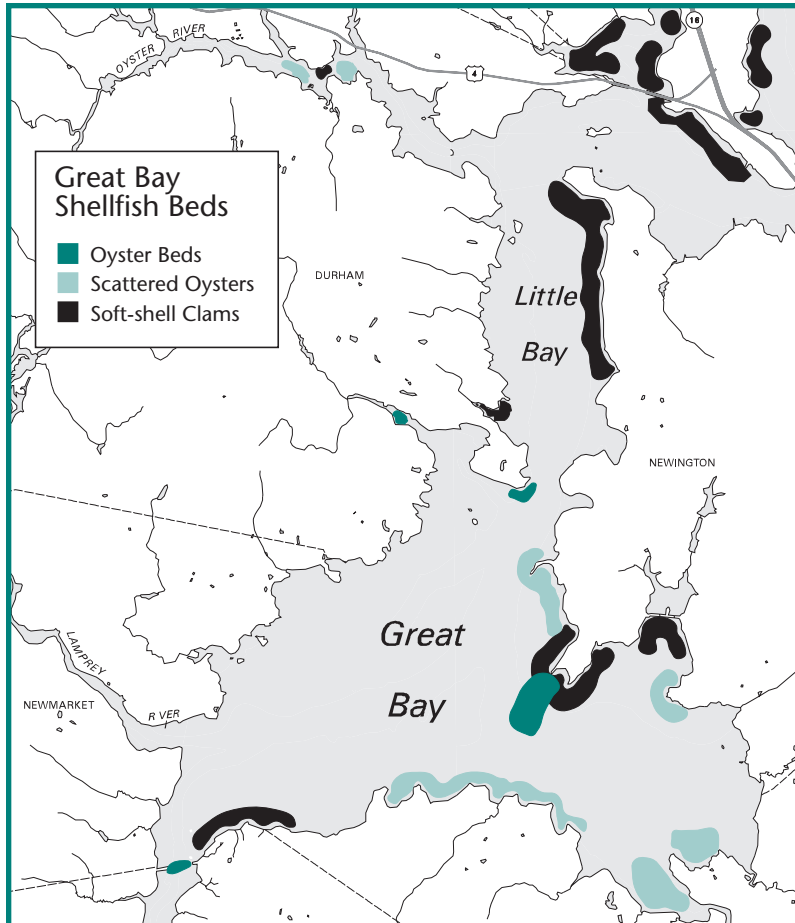 OYSTER RIVER
4
16
Great Bay
Shellfish Beds
Oyster Beds
Scattered Oysters
Soft-shell Clams
DURHAM
Little
Bay
NEWINGTON
Great
Bay
LAMPREY
R VER
NEWMARKET